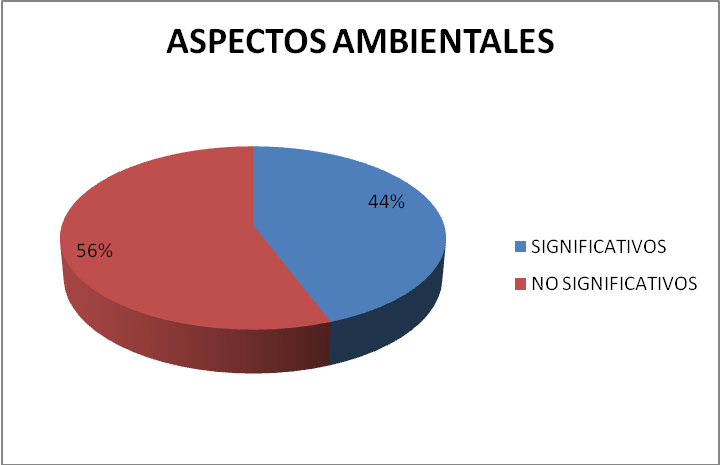 ASPECTOS AMBIENTALES
44%
56%
SIGNIFICATIVOS
NO SIGNIFICATIVOS